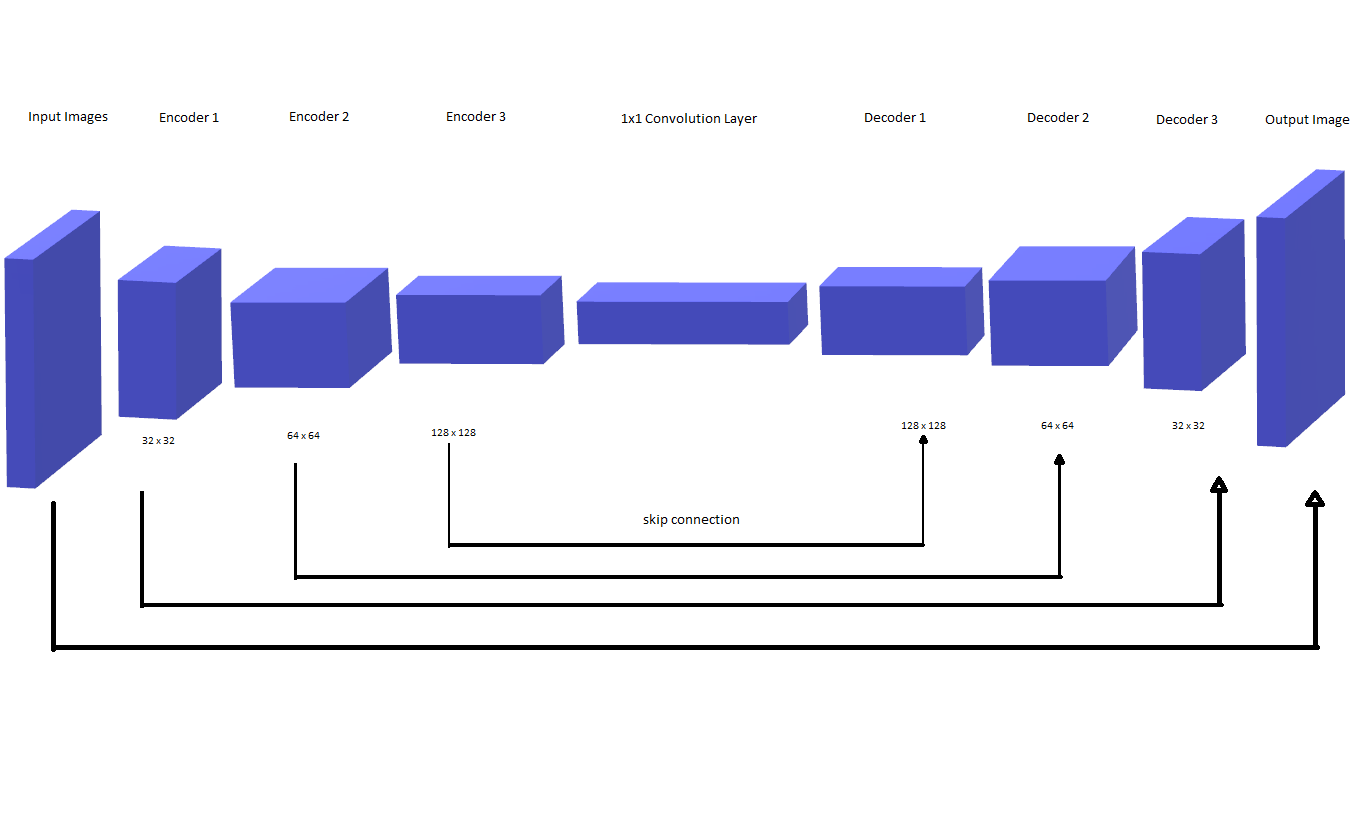 Input Images
Encoder 1
Encoder 2
Encoder 3
1x1 Convolution Layer
Decoder 1
Decoder 2
Decoder 3
Output Image
32 x 32
64 x 64
128 x 128
128 x 128
64 x 64
32 x 32
skip connection